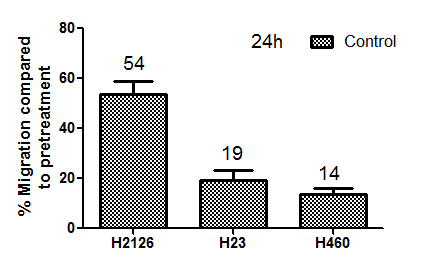 80
60
40
20
0
% Migration compared
to pretreatment
24h
Control
54
19
14
H2126
H23
H460